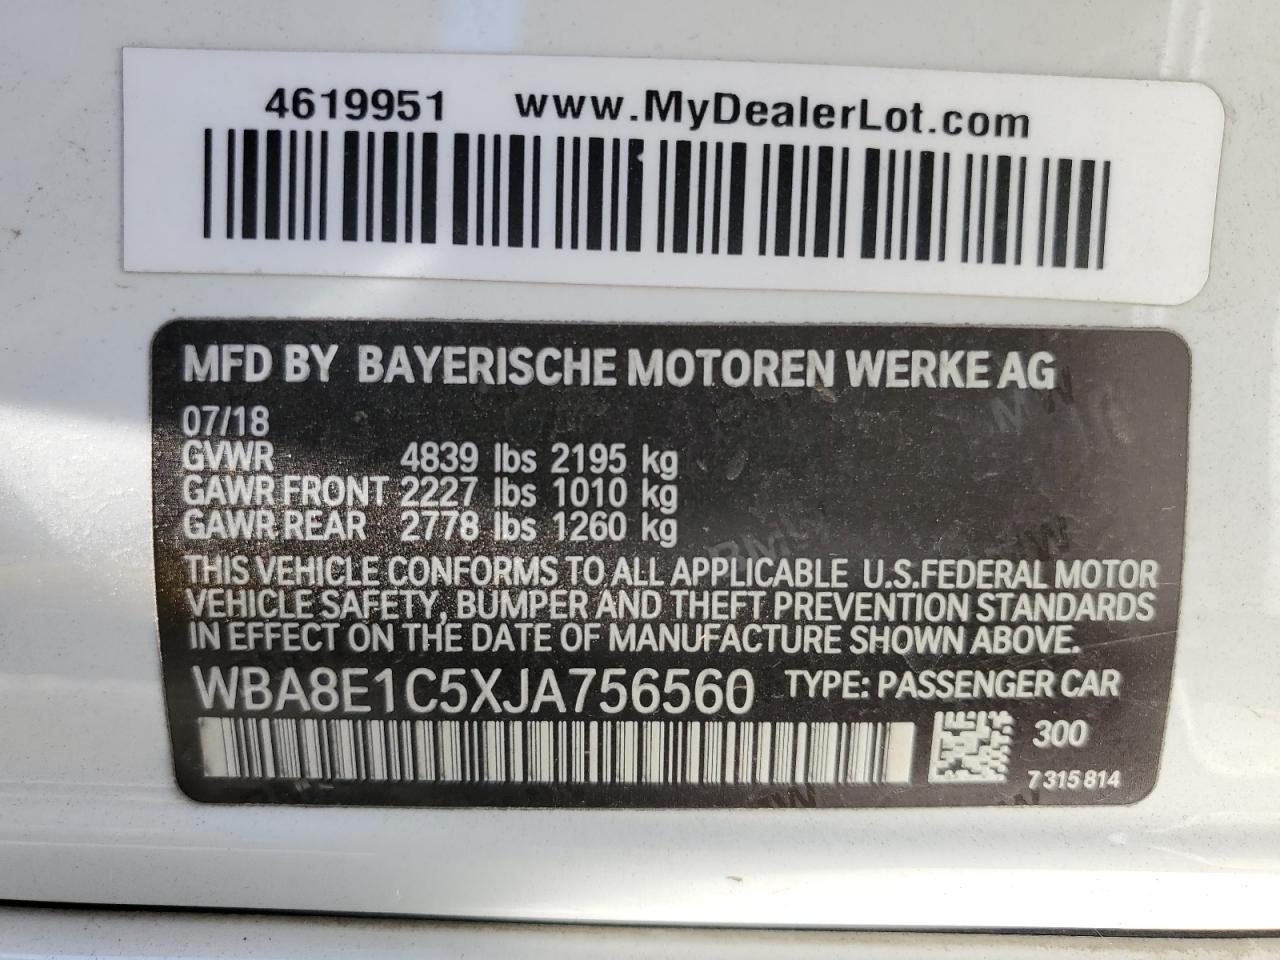 4619951 www.MyDealerLot.com
MFD BY BAYERISCHE MOTOREN WERKE AG
07/18
GVWR 4839 lbs 2195 kg
GAWR FRONT 2227 lbs 1010 kg
GAWR REAR 2778 lbs 1260 kg
THIS VEHICLE CONFORMS TO ALL APPLICABLE U.S.FEDERAL MOTOR
VEHICLE SAFETY, BUMPER AND THEFT PREVENTION STANDARDS
IN EFFECT ON THE DATE OF MANUFACTURE SHOWN ABOVE.
WBA8E1C5XJA756560 TYPE: PASSENGER CAR
300
7315814